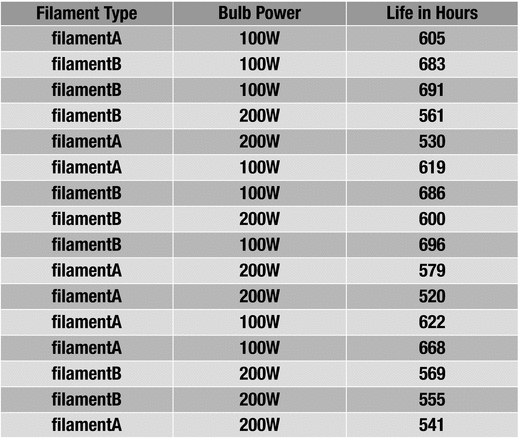 Filament Type Bulb Power Life in Hours
filamentA 100W 605
filamentB 100W 683
filamentB 100W 691
filamentB 200W 561
filamentA 200W 530
filamentA 100W 619
filamentB 100W 686
filamentB 200W 600
filamentB 100W 696
filamentA 200W 579
filamentA 200W 520
filamentA 100W 622
filamentA 100W 668
filamentB 200W 569
filamentB 200W 555
filamentA 200W 541